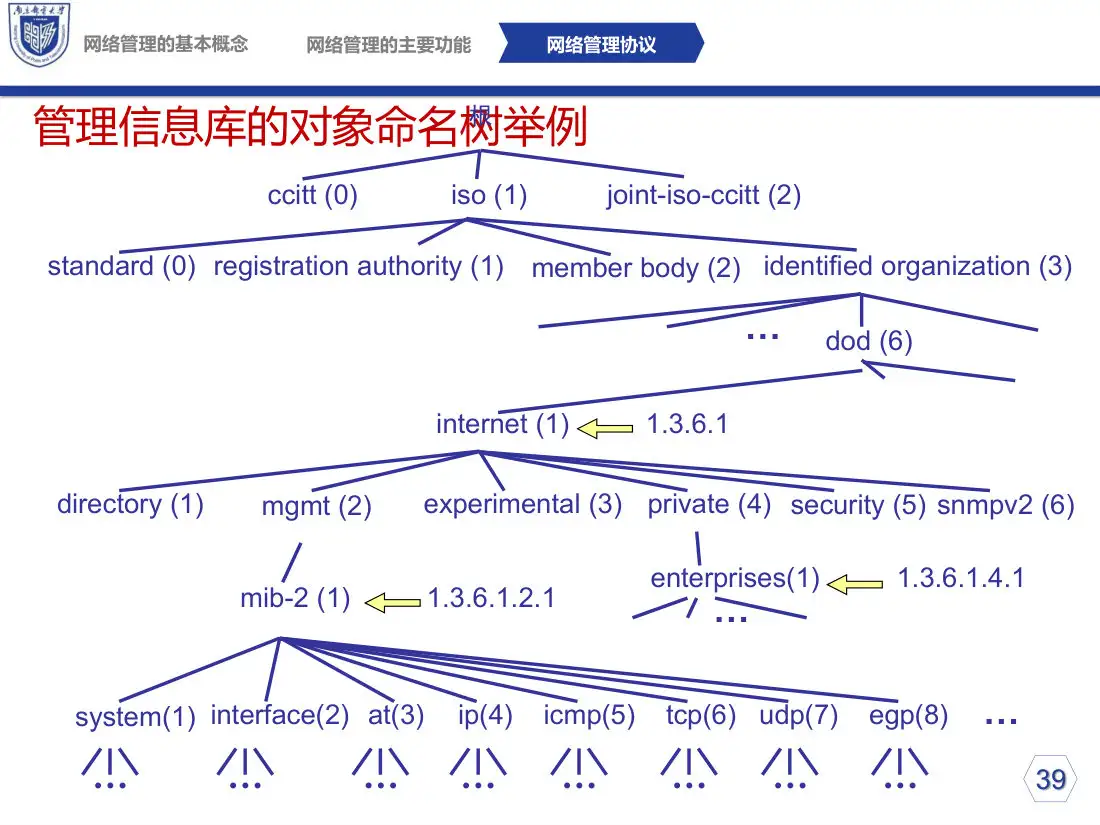 网络管理的基本概念
网络管理的主要功能
网络管理协议
管理信息库的对象命名树举例
根
ccitt (0) iso (1) joint-iso-ccitt (2)
standard (0) registration authority (1) member body (2) identified organization (3)
… dod (6)
internet (1) 1.3.6.1
directory (1) mgmt (2) experimental (3) private (4) security (5) snmpv2 (6)
enterprises(1) 1.3.6.1.4.1
mib-2 (1) 1.3.6.1.2.1
…
system(1) interface(2) at(3) ip(4) icmp(5) tcp(6) udp(7) egp(8) …
… … … … … … … …
39